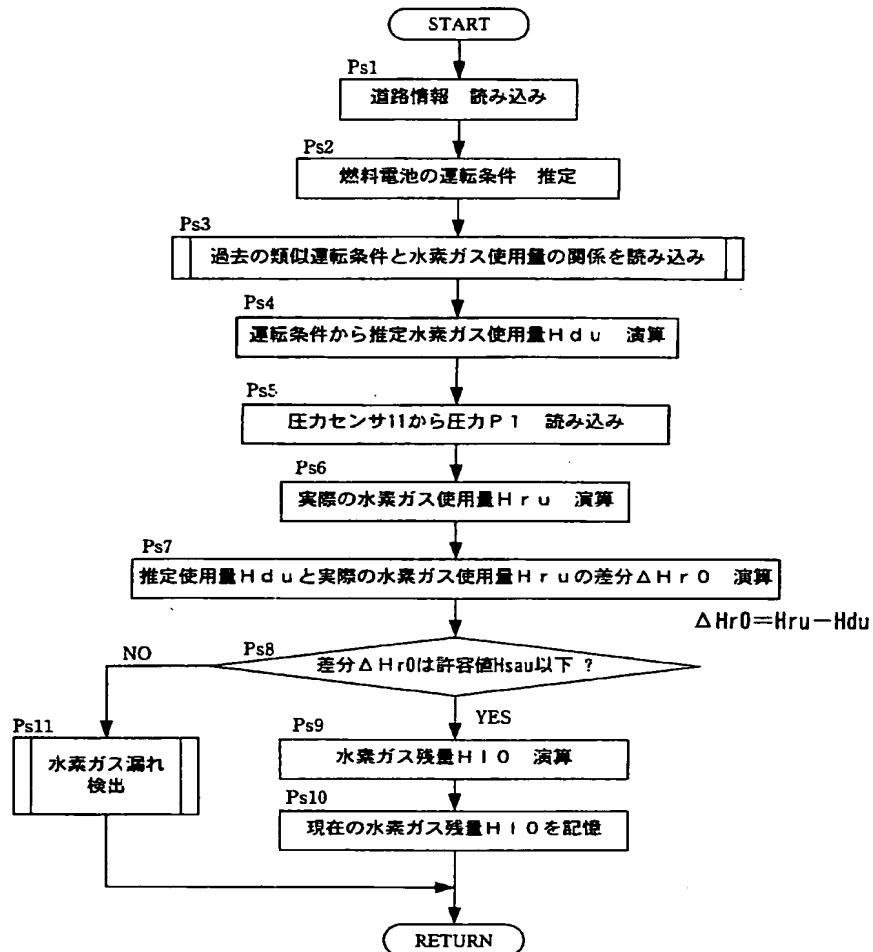 START
Ps1
道路情報 読み込み
Ps2
燃料電池の運転条件 推定
Ps3
過去の類似運転条件と水素ガス使用量の関係を読み込み
Ps4
運転条件から推定水素ガス使用量Hdu 演算
Ps5
圧力センサ11から圧力P1 読み込み
Ps6
実際の水素ガス使用量Hru 演算
Ps7
推定使用量Hduと実際の水素ガス使用量Hruの差分ΔHr0 演算
ΔHr0=Hru-Hdu
Ps8
差分ΔHr0は許容値Hsau以下 ?
NO
YES
Ps9
水素ガス残量Hl0 演算
Ps10
現在の水素ガス残量Hl0を記憶
Ps11
水素ガス漏れ
検出
RETURN